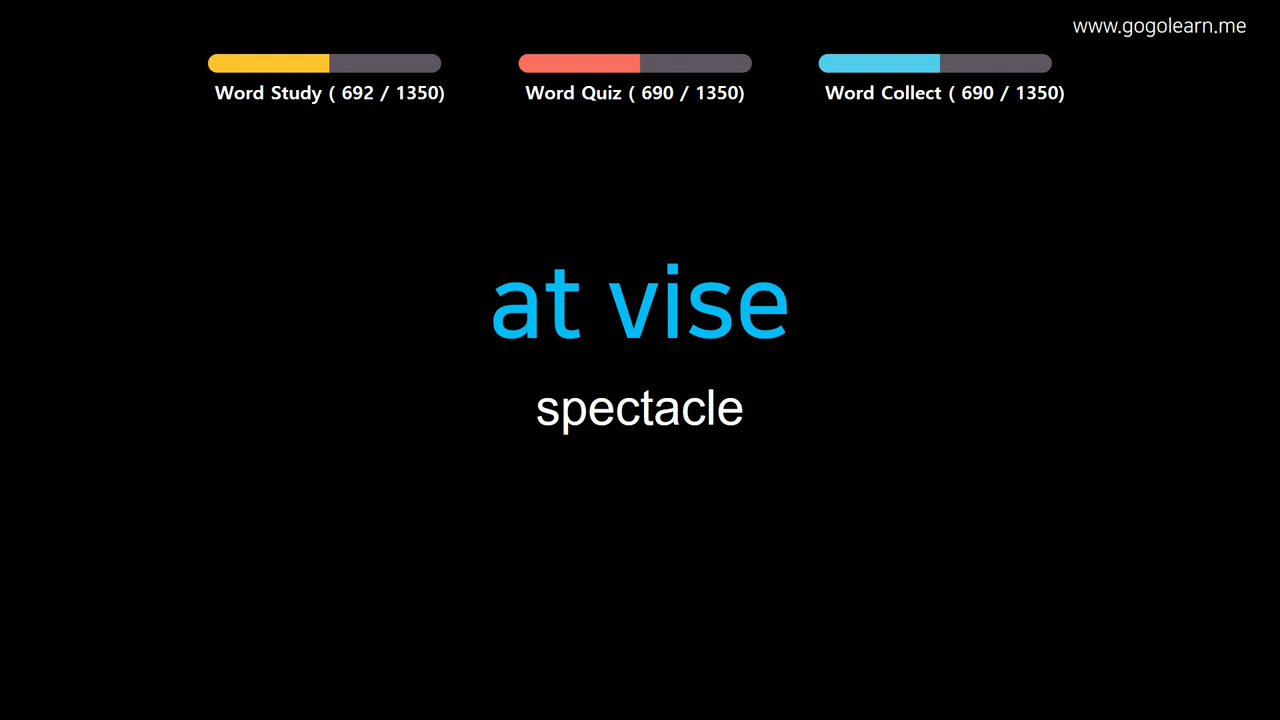 www.gogolearn.me
Word Study ( 692 / 1350)
Word Quiz ( 690 / 1350)
Word Collect ( 690 / 1350)
at vise
spectacle